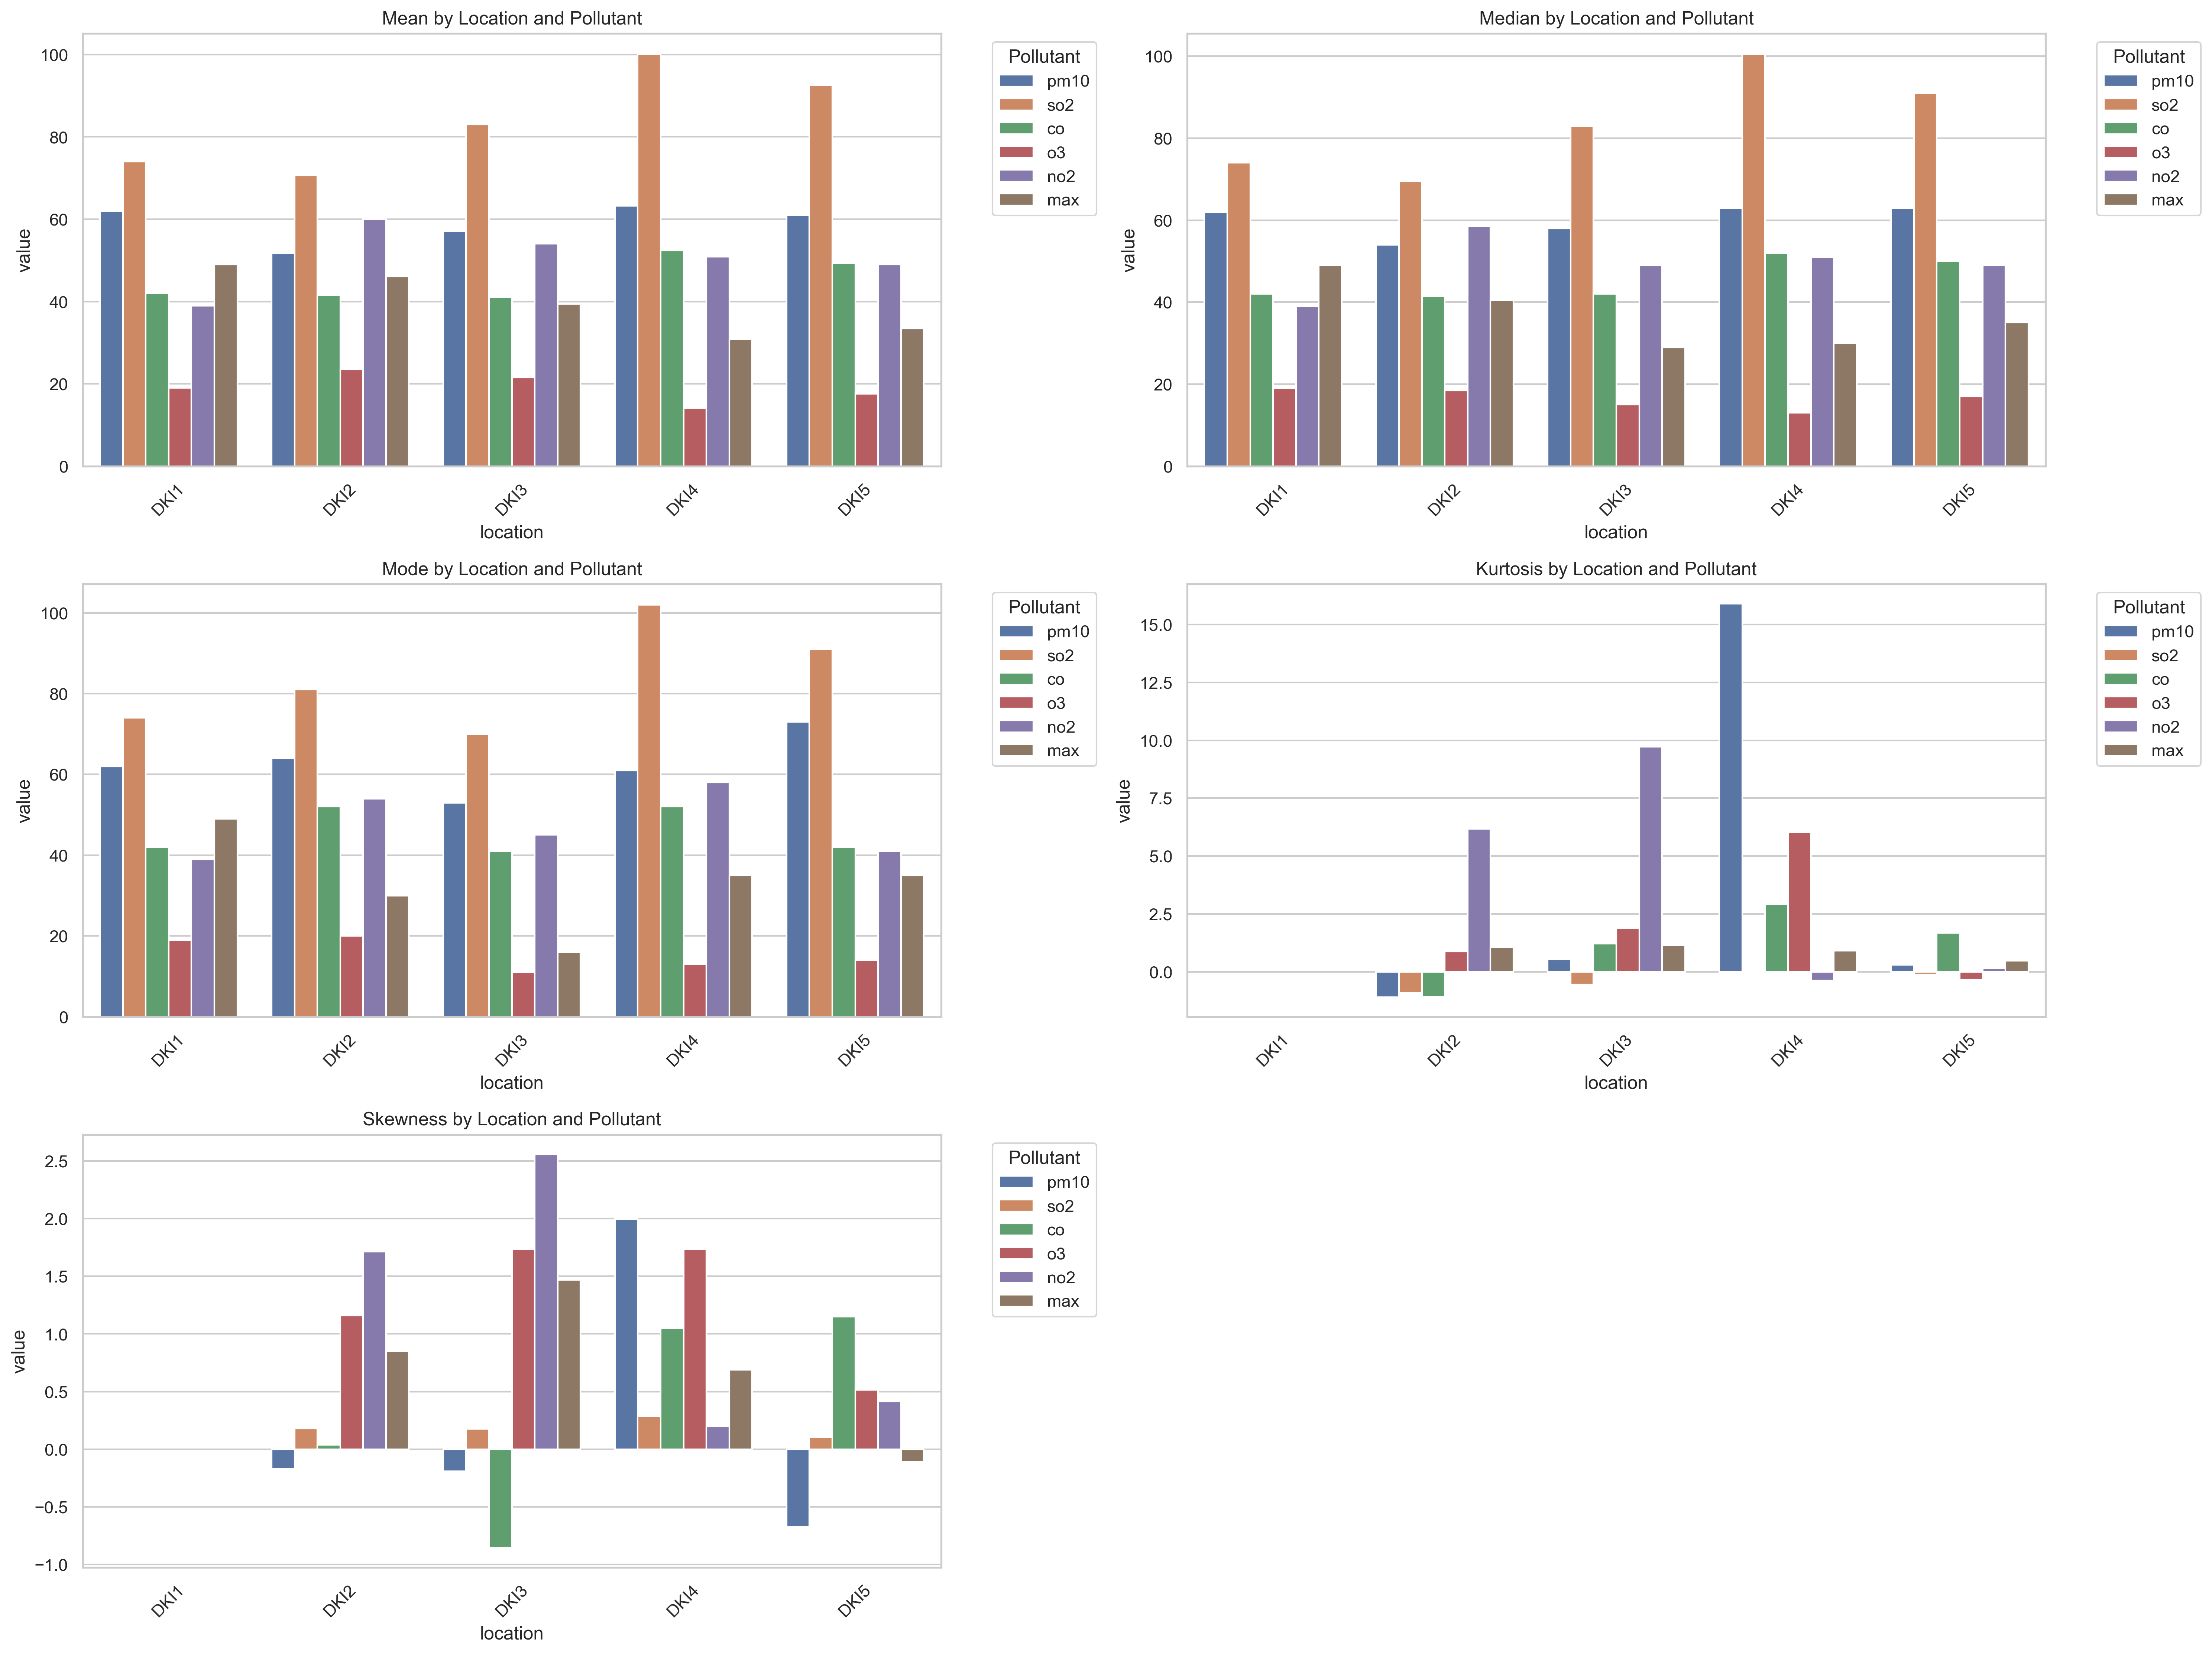 Mean by Location and Pollutant
value
100
80
60
40
20
0
DKI1
DKI2
DKI3
DKI4
DKI5
location
Pollutant
pm10
so2
co
o3
no2
max
Median by Location and Pollutant
value
100
80
60
40
20
0
DKI1
DKI2
DKI3
DKI4
DKI5
location
Pollutant
pm10
so2
co
o3
no2
max
Mode by Location and Pollutant
value
100
80
60
40
20
0
DKI1
DKI2
DKI3
DKI4
DKI5
location
Pollutant
pm10
so2
co
o3
no2
max
Kurtosis by Location and Pollutant
value
15.0
12.5
10.0
7.5
5.0
2.5
0.0
DKI1
DKI2
DKI3
DKI4
DKI5
location
Pollutant
pm10
so2
co
o3
no2
max
Skewness by Location and Pollutant
value
2.5
2.0
1.5
1.0
0.5
0.0
−0.5
−1.0
DKI1
DKI2
DKI3
DKI4
DKI5
location
Pollutant
pm10
so2
co
o3
no2
max